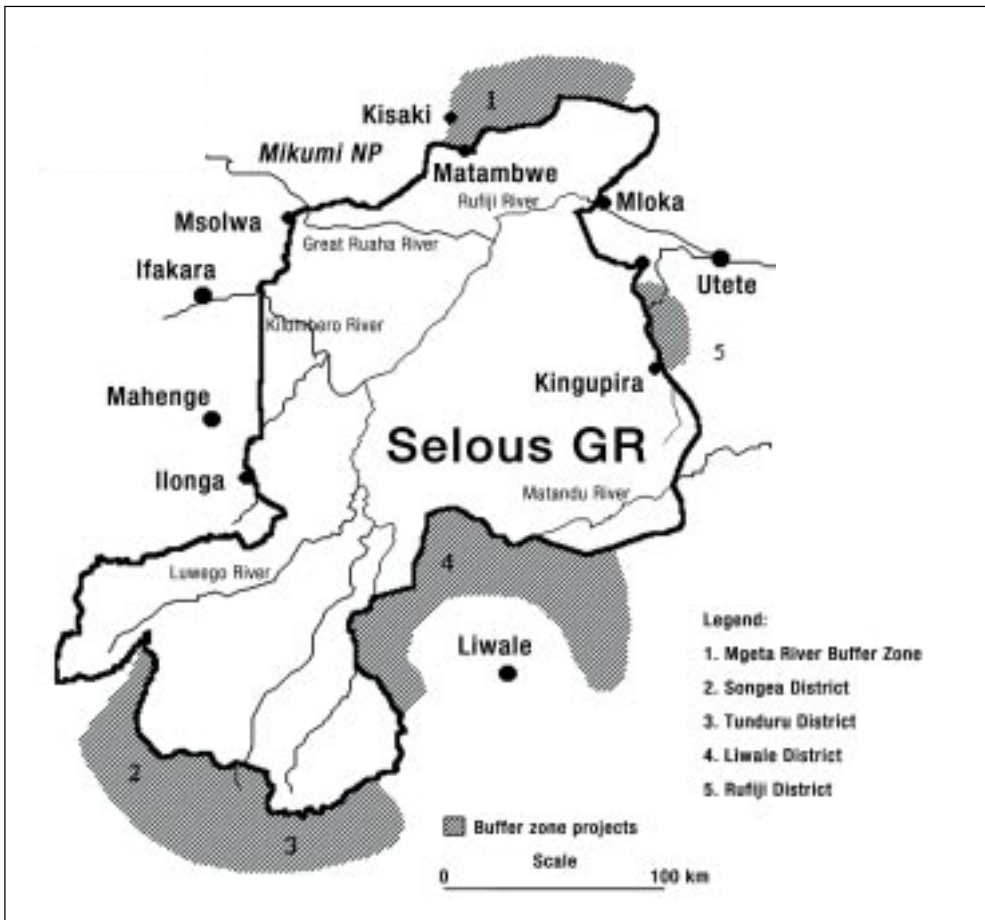 1
Kisaki
Mikumi NP
Matambwe
Rufiji River
Mloka
Msolwa
Great Ruaha River
Ifakara
Utete
Kilombero River
5
Kingupira
Mahenge
Selous GR
Ilonga
Matandu River
4
Luwego River
Liwale
2
3
Legend:
1. Mgeta River Buffer Zone
2. Songea District
3. Tunduru District
4. Liwale District
5. Rufiji District
Buffer zone projects
Scale
0 100 km